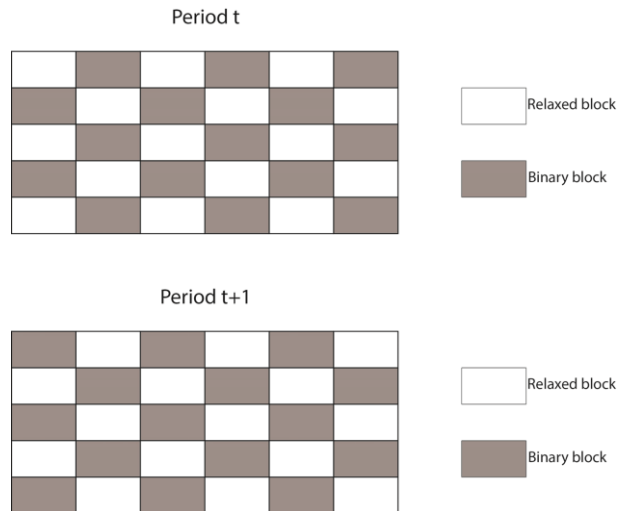 Period t
Relaxed block
Binary block
Period t+1
Relaxed block
Binary block